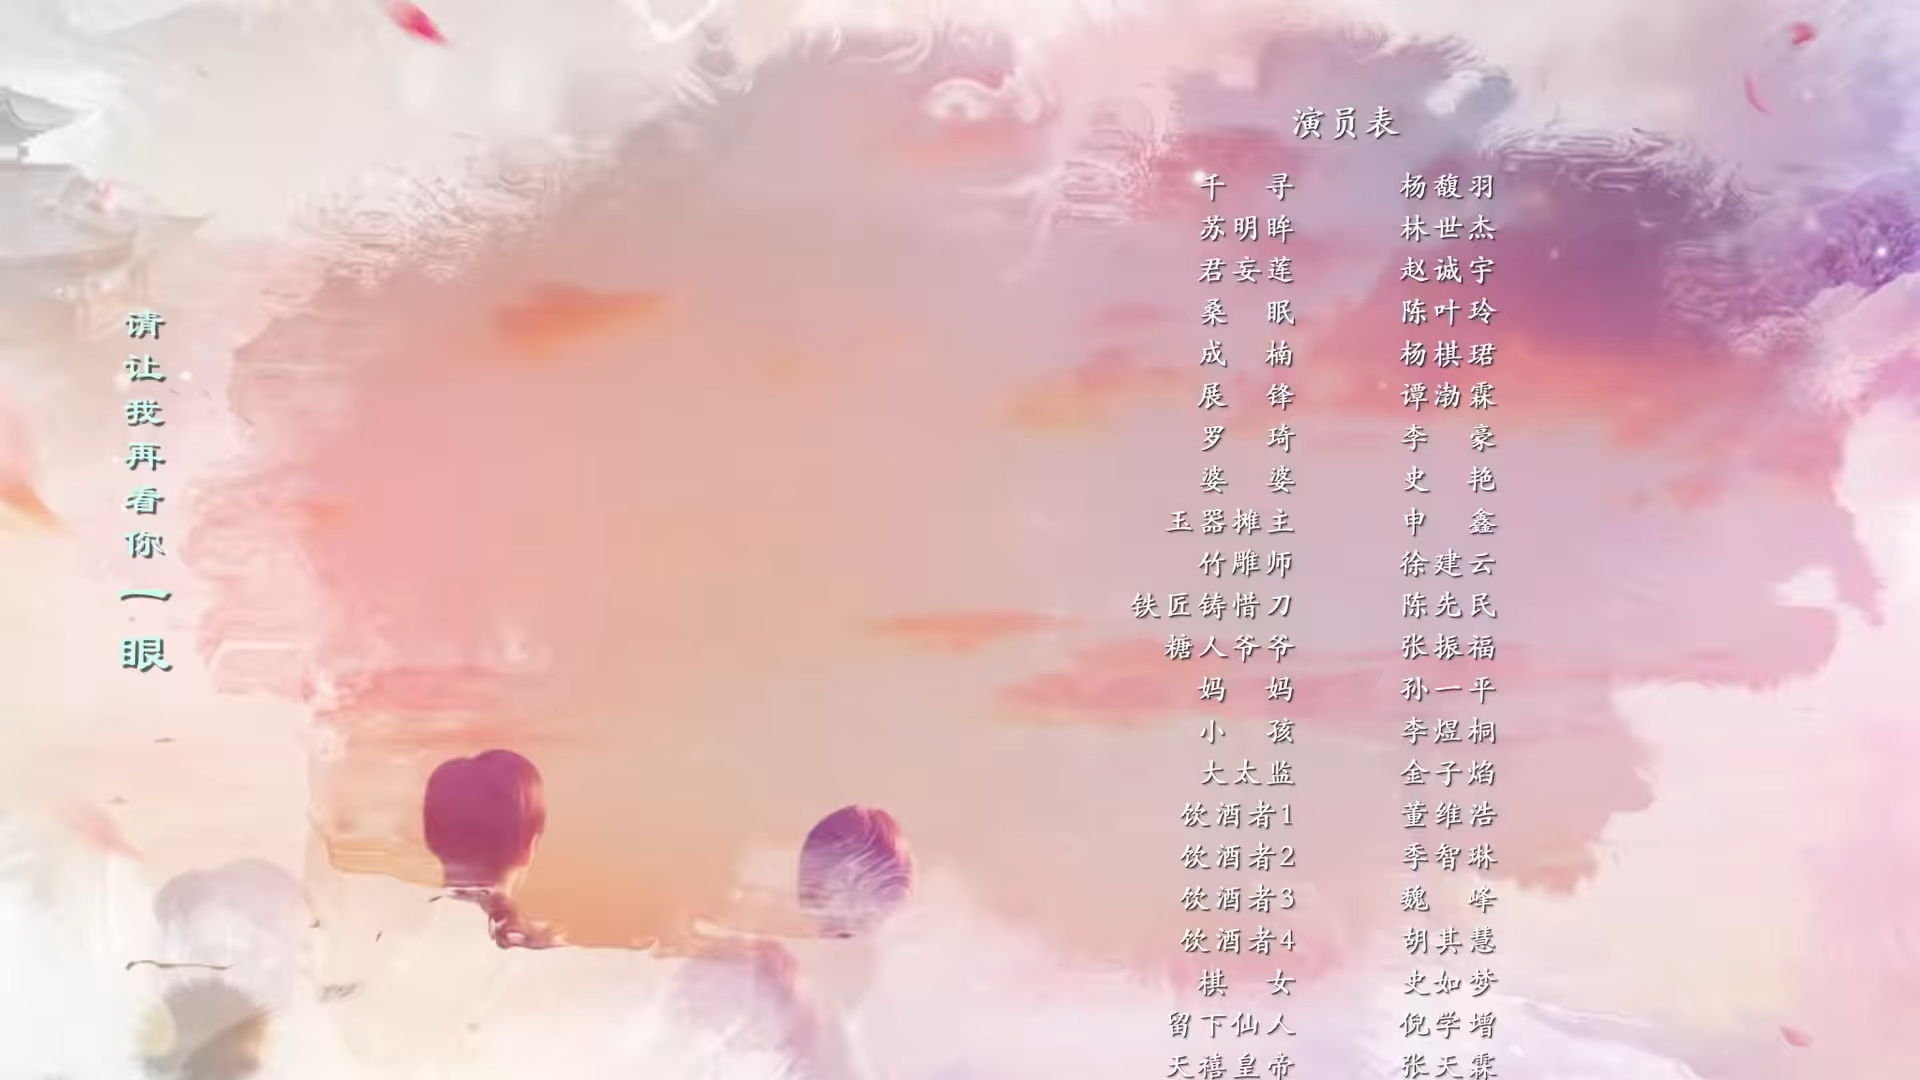 请让我再看你一眼
演员表
千 寻 杨馥羽
苏明眸 林世杰
君妄莲 赵诚宇
桑 眠 陈叶玲
成 楠 杨棋珺
展 锋 谭渤霖
罗 琦 李 豪
婆 婆 史 艳
玉器摊主 申 鑫
竹雕师 徐建云
铁匠铸惜刀 陈先民
糖人爷爷 张振福
妈 妈 孙一平
小 孩 李煜桐
大太监 金子焰
饮酒者1 董维浩
饮酒者2 季智琳
饮酒者3 魏 峰
饮酒者4 胡其慧
棋 女 史如梦
留下仙人 倪学增
天禧皇帝 张天霖